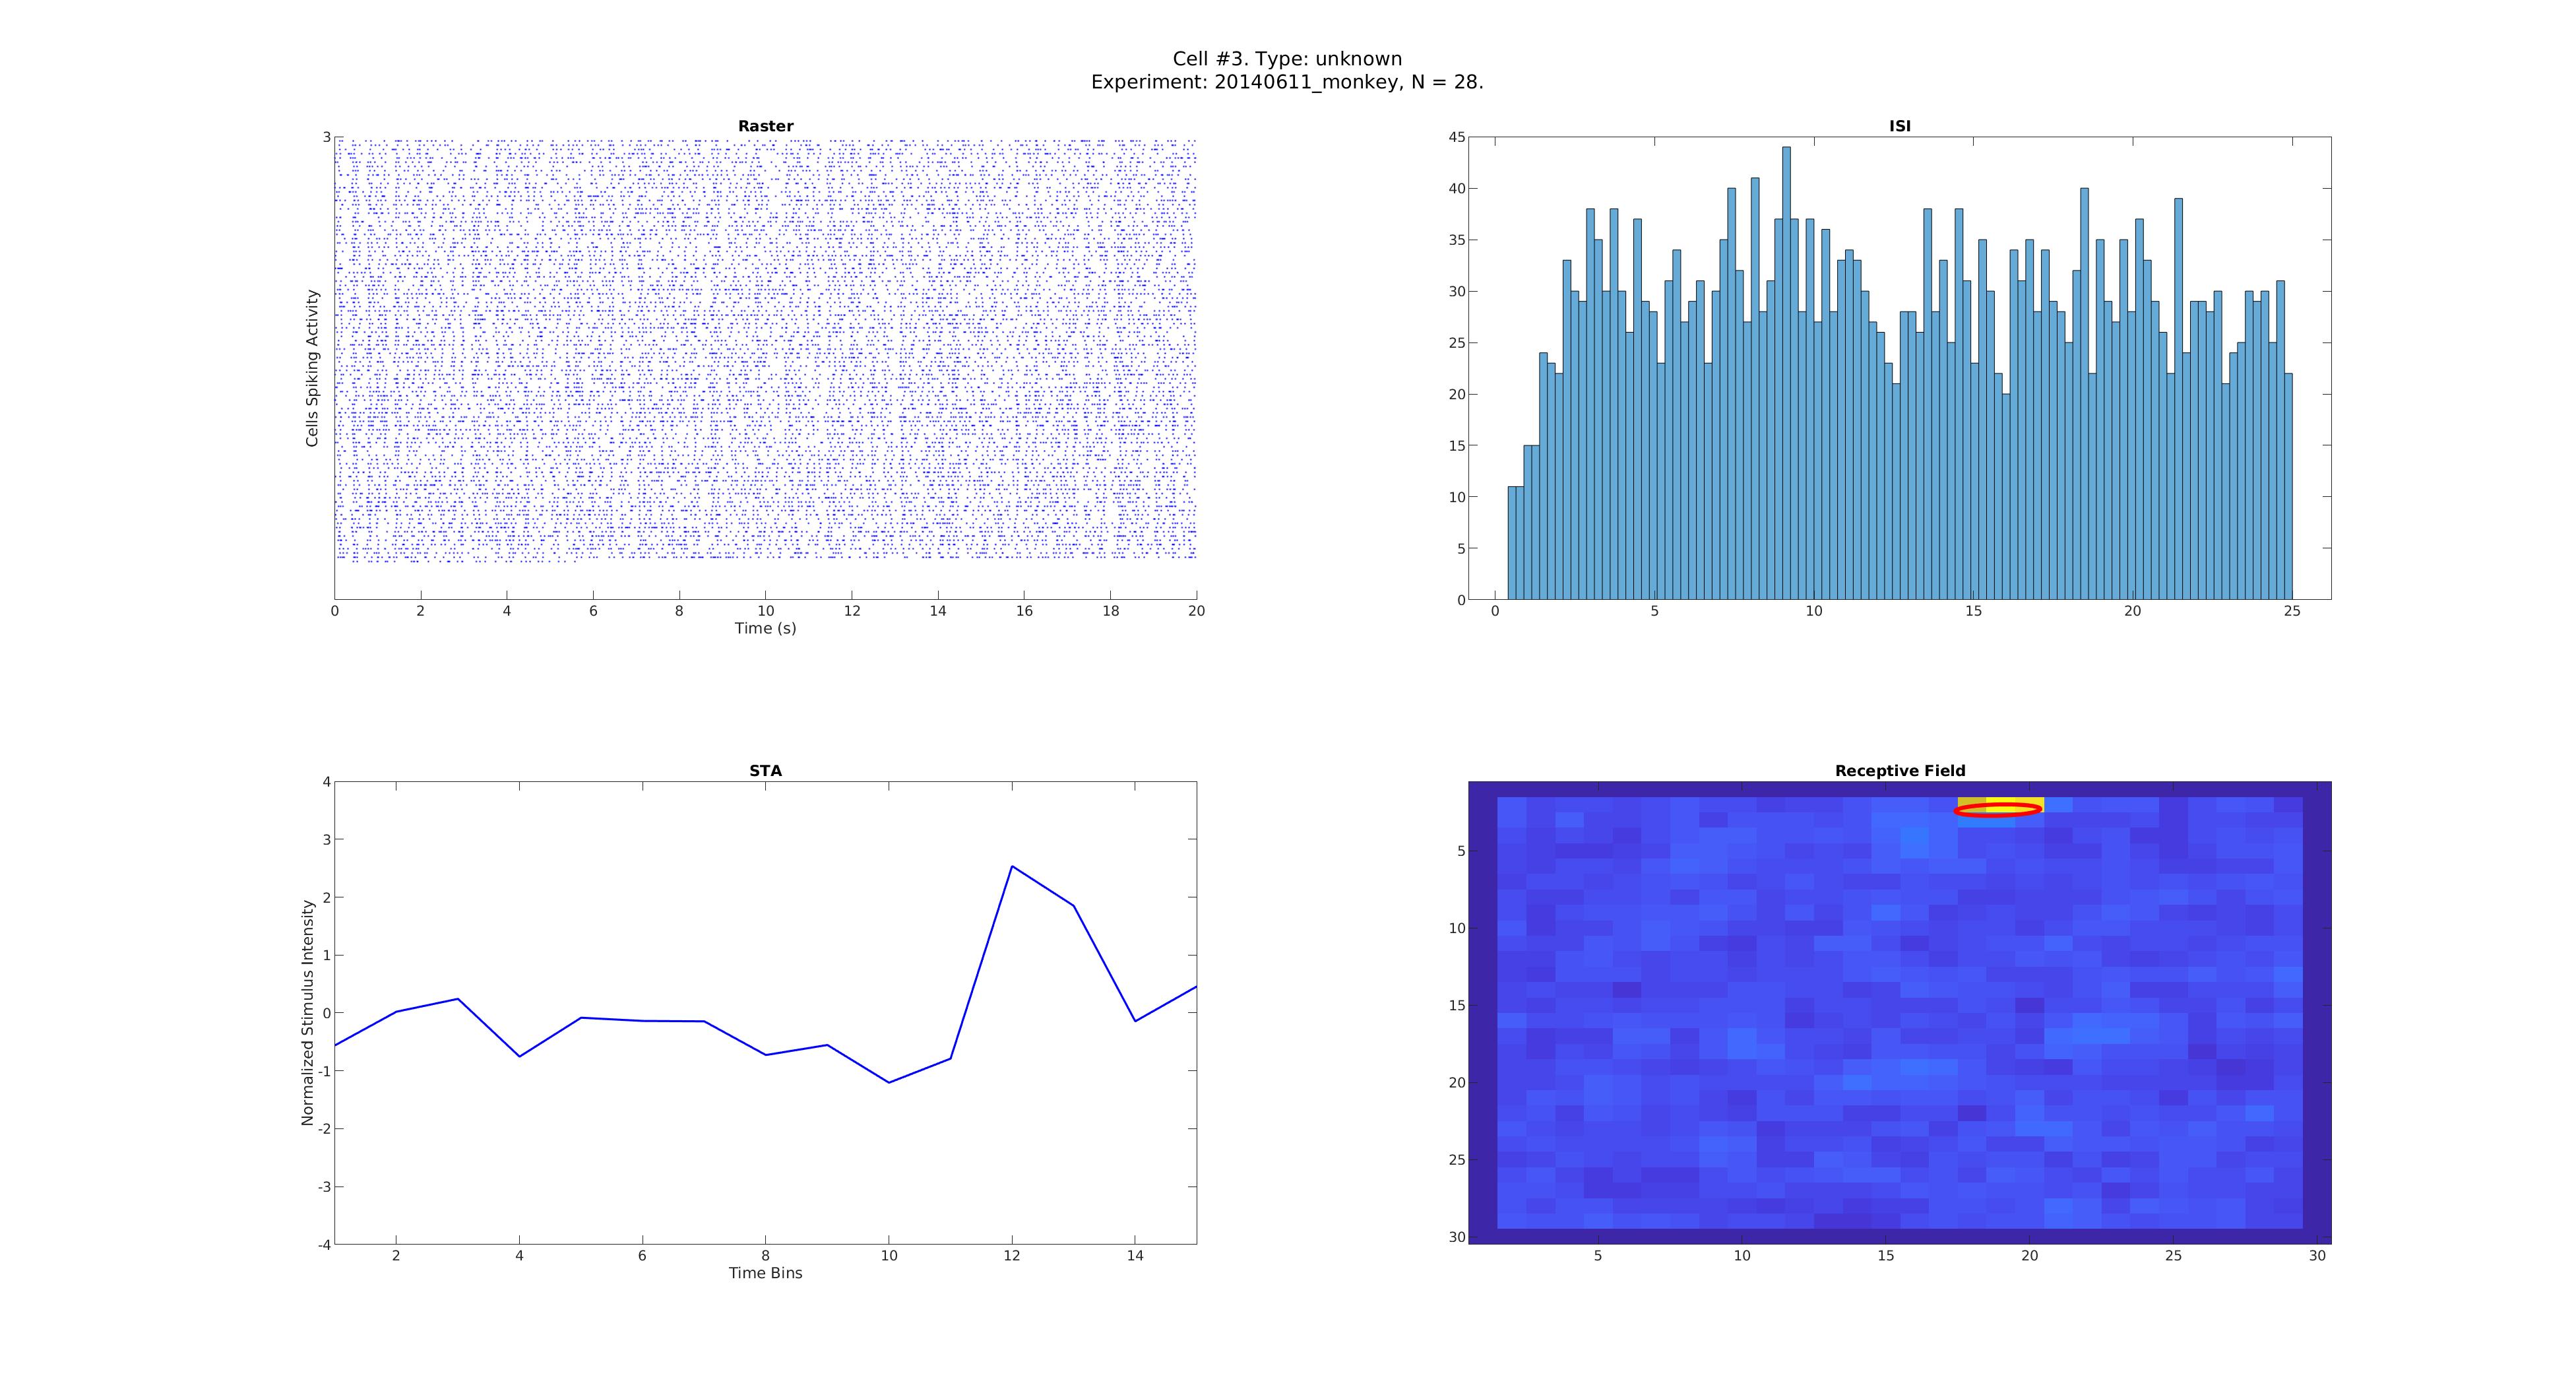 Cell #3. Type: unknown
Experiment: 20140611_monkey, N = 28.
Raster
3
Cells Spiking Activity
0 2 4 6 8 10 12 14 16 18 20
Time (s)
ISI
45
40
35
30
25
20
15
10
5
0
0 5 10 15 20 25
STA
4
3
2
1
0
-1
-2
-3
-4
Normalized Stimulus Intensity
2 4 6 8 10 12 14
Time Bins
Receptive Field
5
10
15
20
25
30
5 10 15 20 25 30